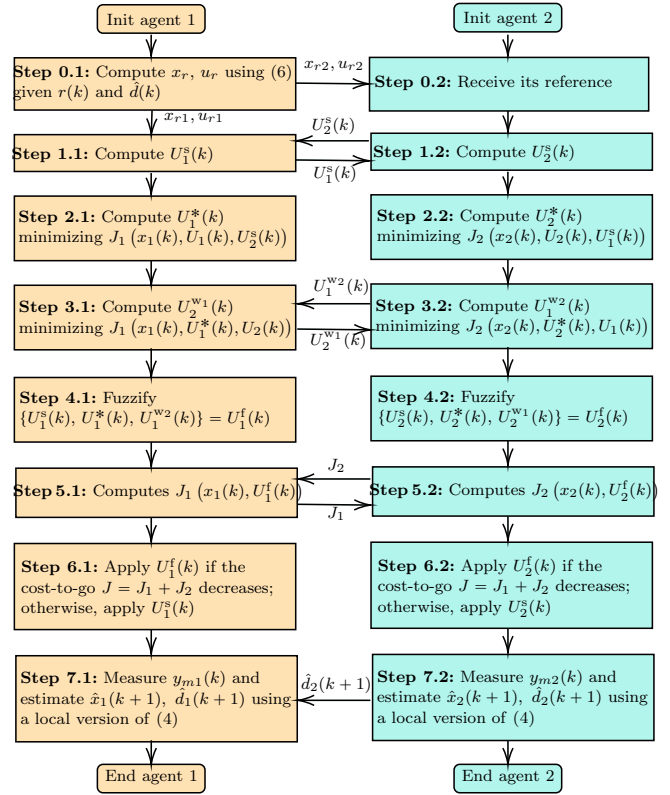 Init agent 1
Init agent 2
Step 0.1: Compute x_r, u_r using (6)
given r(k) and d̂(k)
x_{r2}, u_{r2}
Step 0.2: Receive its reference
x_{r1}, u_{r1}
U_2^s(k)
Step 1.1: Compute U_1^s(k)
Step 1.2: Compute U_2^s(k)
U_1^s(k)
Step 2.1: Compute U_1^*(k)
minimizing J_1 (x_1(k), U_1(k), U_2^s(k))
Step 2.2: Compute U_2^*(k)
minimizing J_2 (x_2(k), U_2(k), U_1^s(k))
U_1^{w2}(k)
Step 3.1: Compute U_2^{w1}(k)
minimizing J_1 (x_1(k), U_1^*(k), U_2(k))
Step 3.2: Compute U_1^{w2}(k)
minimizing J_2 (x_2(k), U_2^*(k), U_1(k))
U_2^{w1}(k)
Step 4.1: Fuzzify
{U_1^s(k), U_1^*(k), U_1^{w2}(k)} = U_1^f(k)
Step 4.2: Fuzzify
{U_2^s(k), U_2^*(k), U_2^{w1}(k)} = U_2^f(k)
J_2
Step 5.1: Computes J_1 (x_1(k), U_1^f(k))
Step 5.2: Computes J_2 (x_2(k), U_2^f(k))
J_1
Step 6.1: Apply U_1^f(k) if the
cost-to-go J = J_1 + J_2 decreases;
otherwise, apply U_1^s(k)
Step 6.2: Apply U_2^f(k) if the
cost-to-go J = J_1 + J_2 decreases;
otherwise, apply U_2^s(k)
Step 7.1: Measure y_{m1}(k) and
estimate x̂_1(k+1), d̂_1(k+1) using
a local version of (4)
d̂_2(k+1)
Step 7.2: Measure y_{m2}(k) and
estimate x̂_2(k+1), d̂_2(k+1) using
a local version of (4)
End agent 1
End agent 2